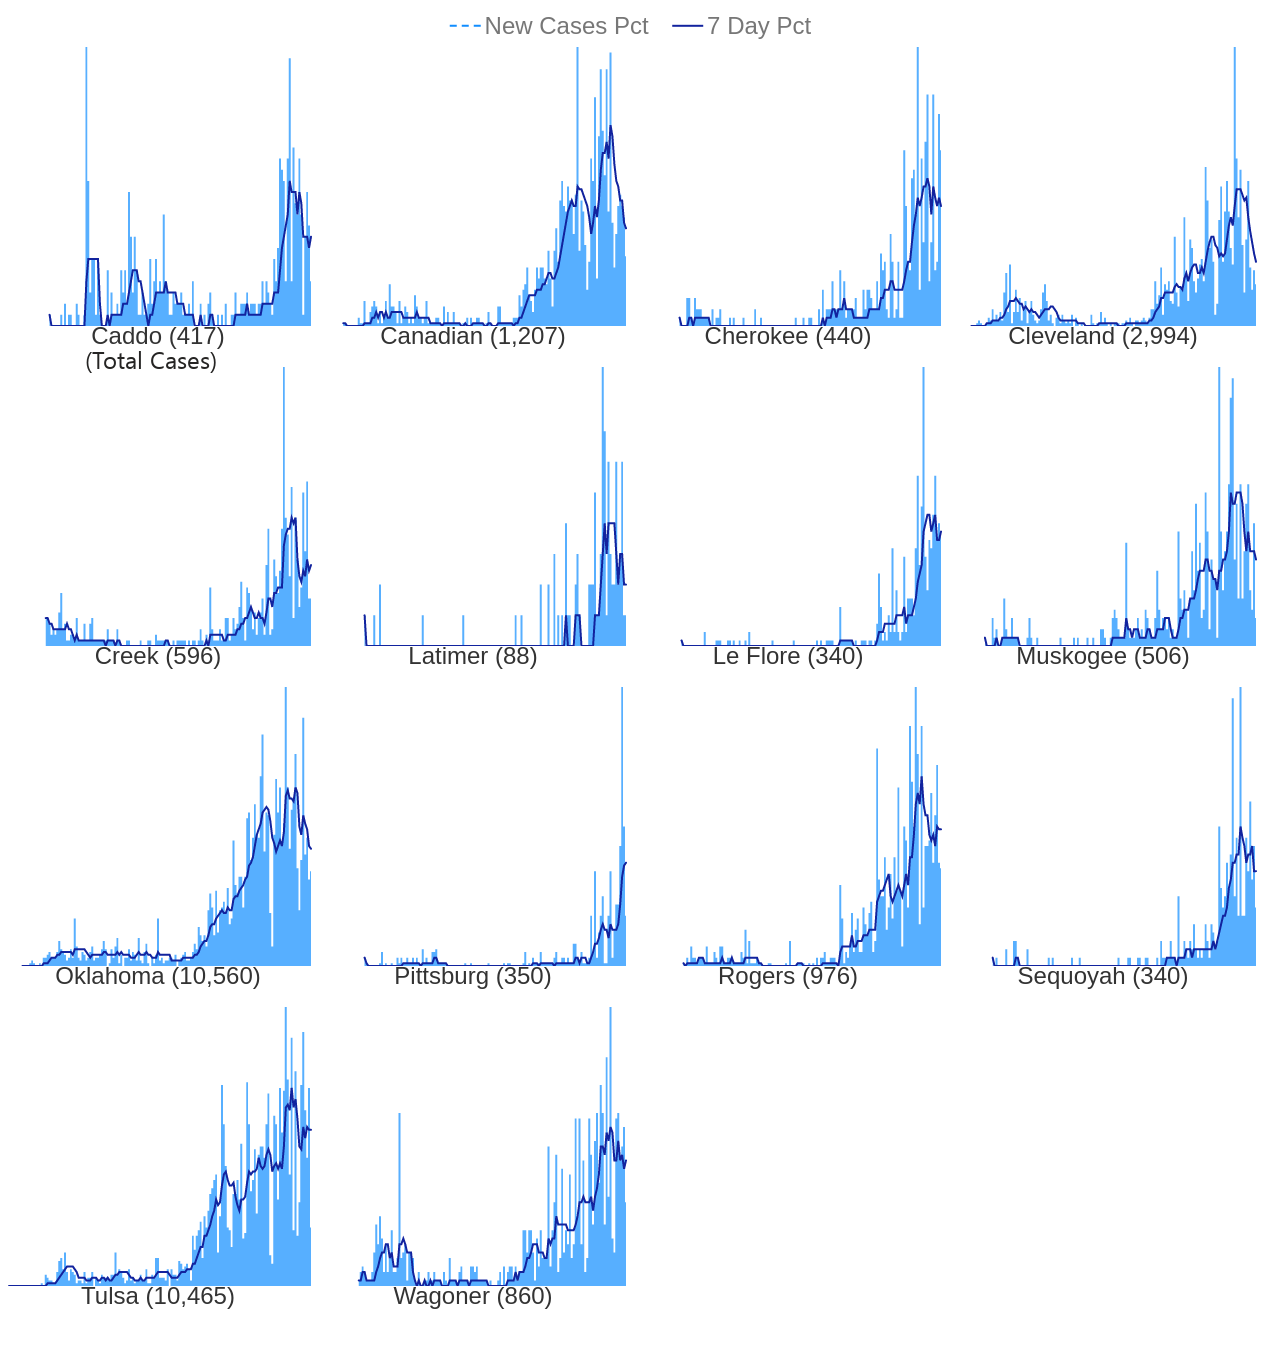 New Cases Pct 7 Day Pct
Caddo (417) Canadian (1,207) Cherokee (440) Cleveland (2,994)
(Total Cases)
Creek (596) Latimer (88) Le Flore (340) Muskogee (506)
Oklahoma (10,560) Pittsburg (350) Rogers (976) Sequoyah (340)
Tulsa (10,465) Wagoner (860)